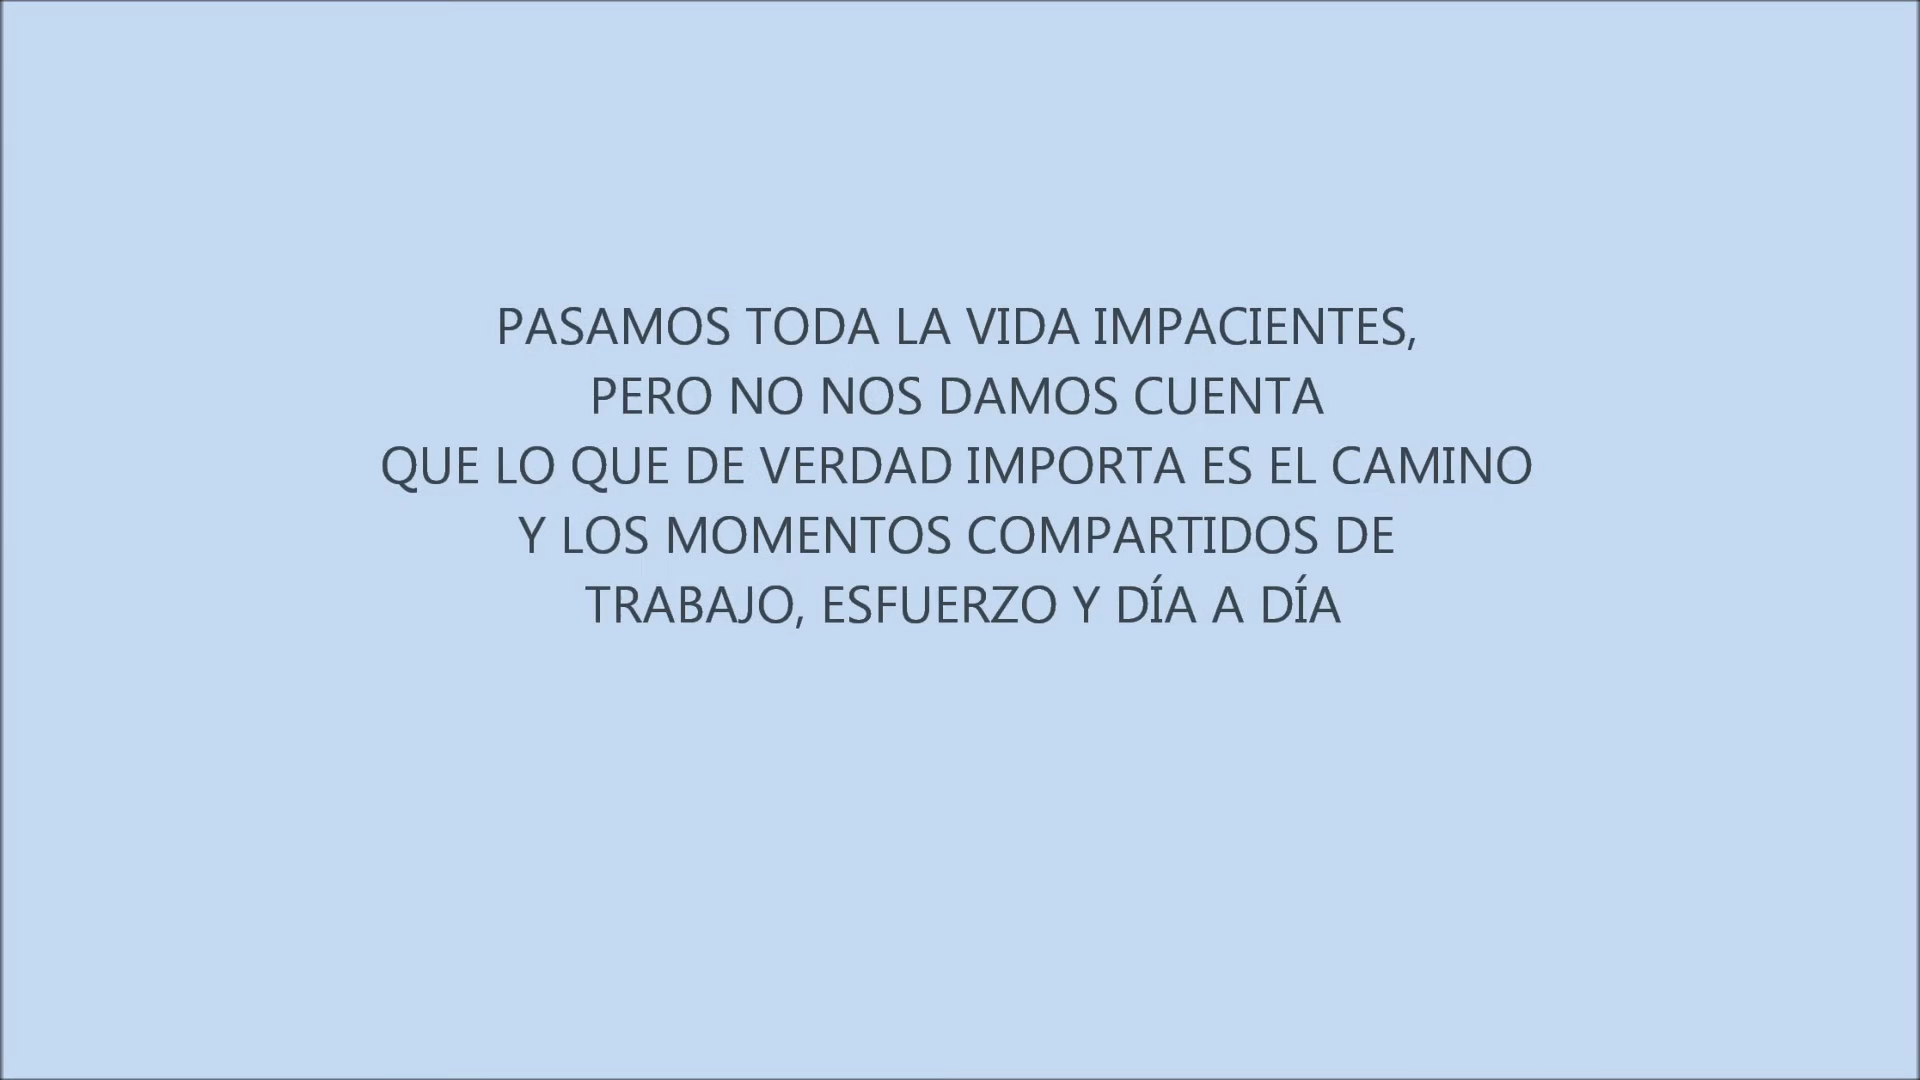 PASAMOS TODA LA VIDA IMPACIENTES,
PERO NO NOS DAMOS CUENTA
QUE LO QUE DE VERDAD IMPORTA ES EL CAMINO
Y LOS MOMENTOS COMPARTIDOS DE
TRABAJO, ESFUERZO Y DÍA A DÍA